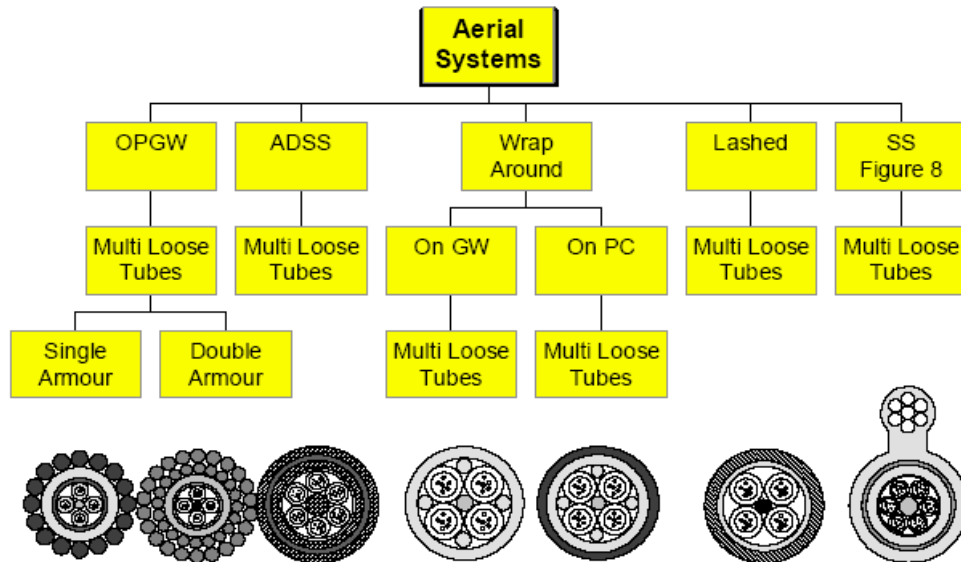 Aerial
Systems
OPGW
ADSS
Wrap
Around
Lashed
SS
Figure 8
Multi Loose
Tubes
Multi Loose
Tubes
On GW
On PC
Multi Loose
Tubes
Multi Loose
Tubes
Single
Armour
Double
Armour
Multi Loose
Tubes
Multi Loose
Tubes